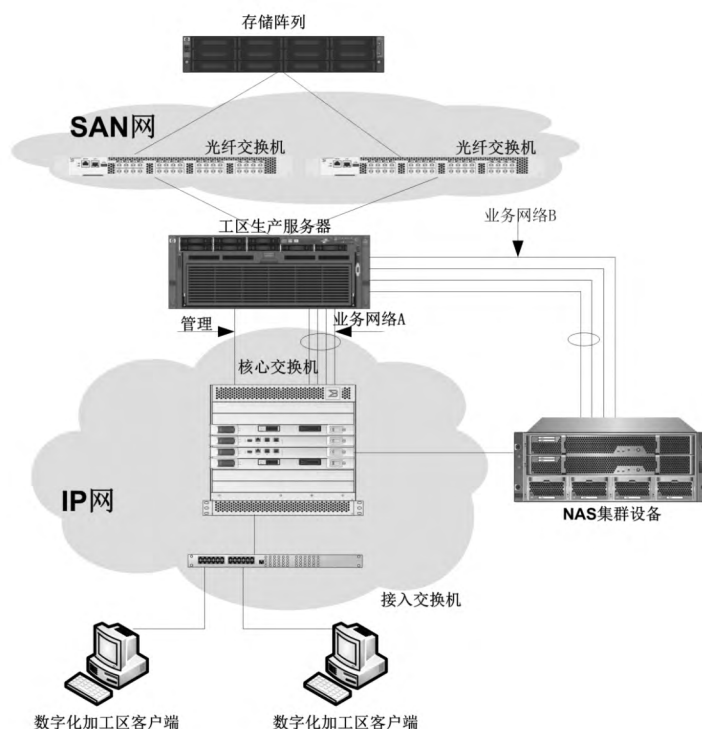 存储阵列
SAN网
光纤交换机
光纤交换机
工区生产服务器
业务网络B
管理
业务网络A
核心交换机
IP网
NAS集群设备
接入交换机
数字化加工区客户端
数字化加工区客户端